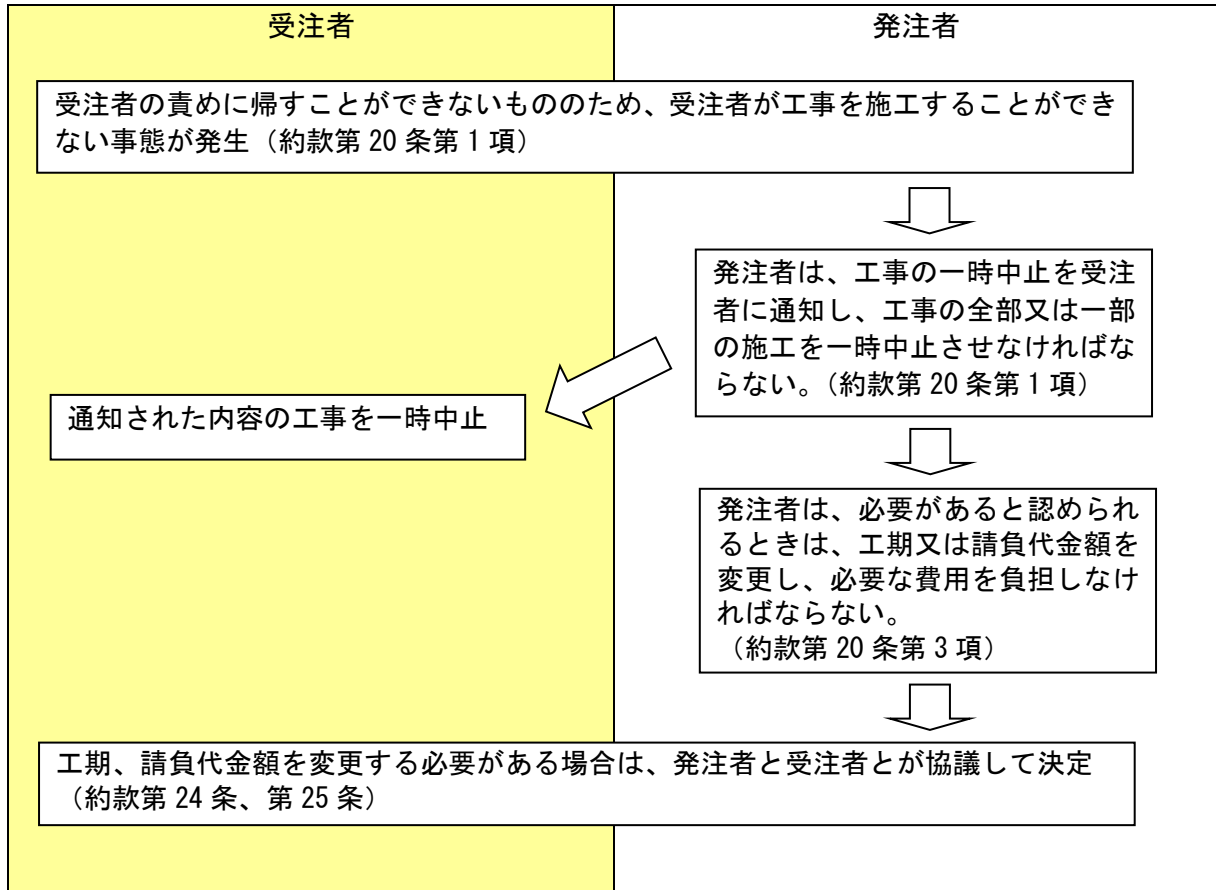 受注者
発注者
受注者の責めに帰すことができないもののため、受注者が工事を施工することができ
ない事態が発生（約款第 20 条第 1 項）
発注者は、工事の一時中止を受注
者に通知し、工事の全部又は一部
の施工を一時中止させなければな
らない。（約款第 20 条第 1 項）
通知された内容の工事を一時中止
発注者は、必要があると認められ
るときは、工期又は請負代金額を
変更し、必要な費用を負担しなけ
ればならない。
（約款第 20 条第 3 項）
工期、請負代金額を変更する必要がある場合は、発注者と受注者とが協議して決定
（約款第 24 条、第 25 条）